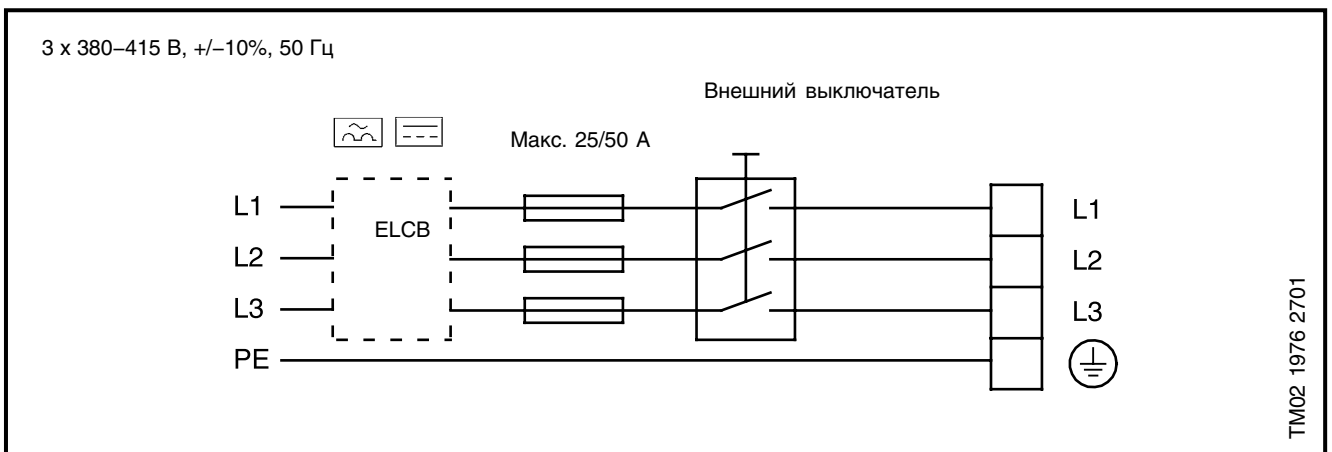 3 x 380–415 В, +/–10%, 50 Гц
Внешний выключатель
Макс. 25/50 А
L1
ELCB
L1
L2
L2
L3
L3
PE
TM02 1976 2701